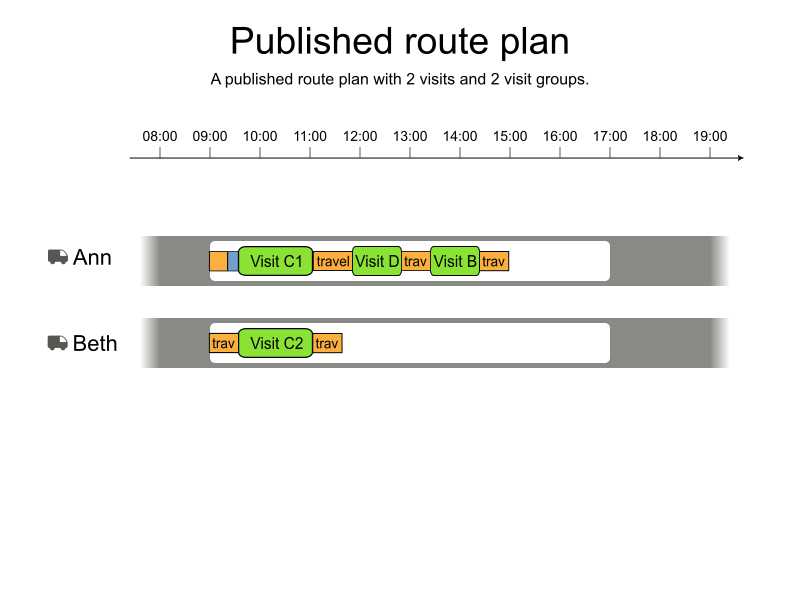 Published route plan
A published route plan with 2 visits and 2 visit groups.
08:00 09:00 10:00 11:00 12:00 13:00 14:00 15:00 16:00 17:00 18:00 19:00
Ann Visit C1 travel Visit D trav Visit B trav
Beth trav Visit C2 trav